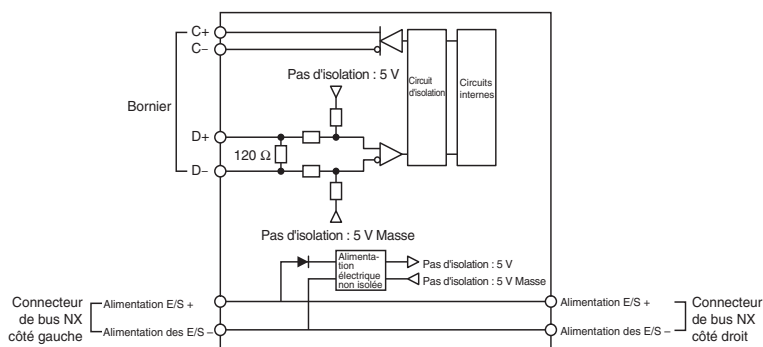 C+
C−
Pas d'isolation : 5 V
Circuit
d'isolation
Circuits
internes
Bornier
D+
120 Ω
D−
Pas d'isolation : 5 V Masse
Alimenta-
tion
électrique
non isolée
Pas d'isolation : 5 V
Pas d'isolation : 5 V Masse
Connecteur
de bus NX
côté gauche
Alimentation E/S +
Alimentation des E/S −
Alimentation E/S +
Alimentation des E/S −
Connecteur
de bus NX
côté droit